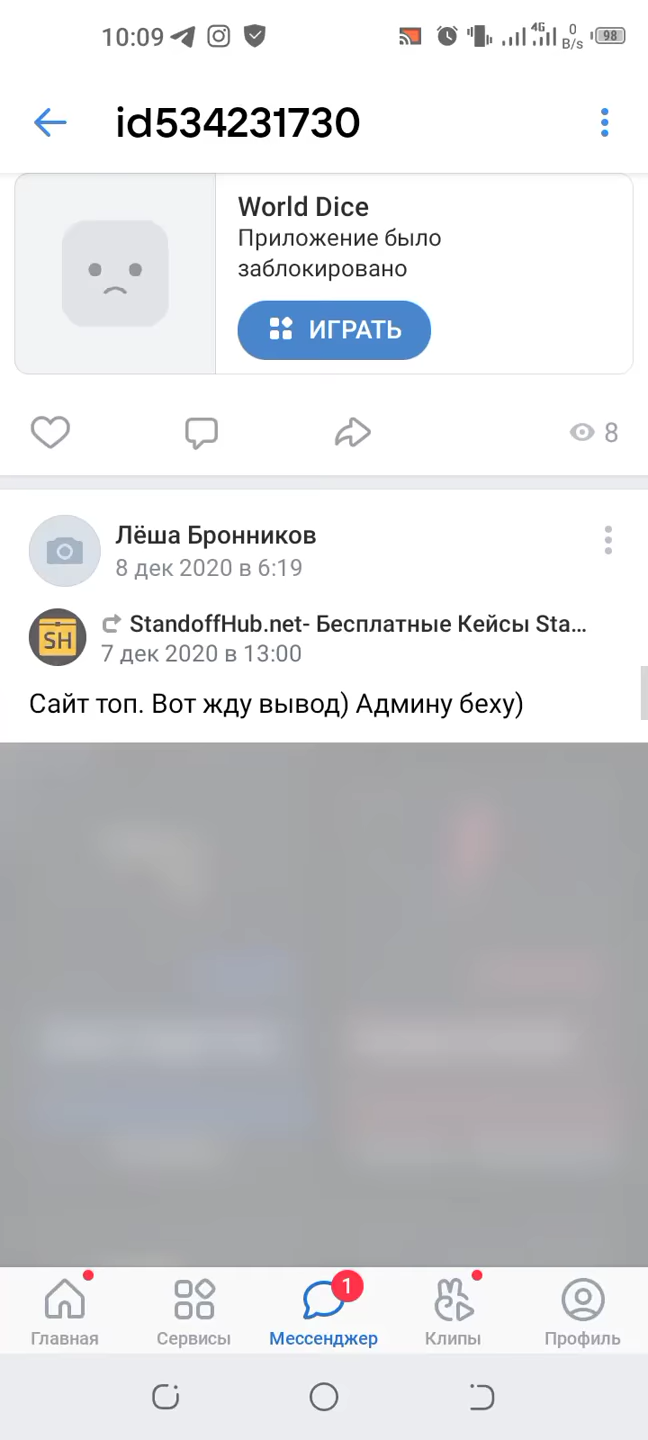 10:09
4G
0
B/s
98
id534231730
World Dice
Приложение было
заблокировано
ИГРАТЬ
8
Лёша Бронников
8 дек 2020 в 6:19
SH
StandoffHub.net- Бесплатные Кейсы Sta...
7 дек 2020 в 13:00
Сайт топ. Вот жду вывод) Админу беху)
1
Главная
Сервисы
Мессенджер
Клипы
Профиль